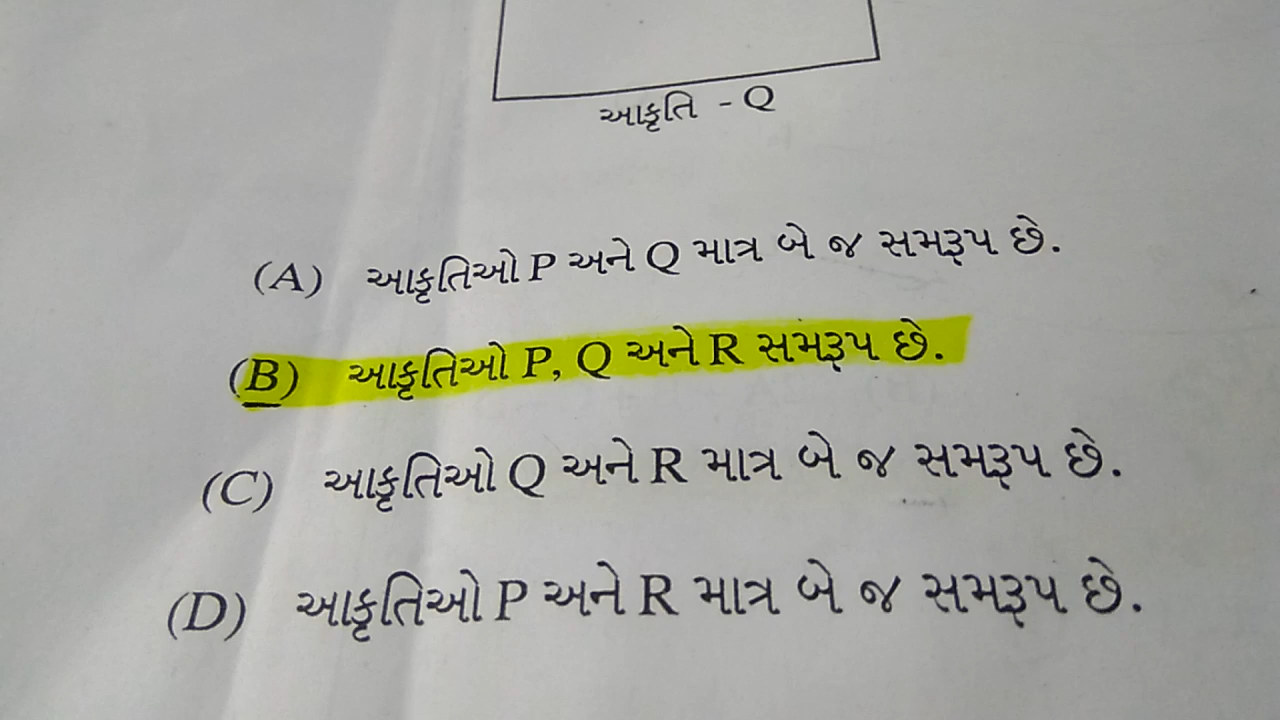 આકૃતિ - Q
(A) આકૃતિઓ P અને Q માત્ર બે જ સમરૂપ છે.
(B) આકૃતિઓ P, Q અને R સમરૂપ છે.
(C) આકૃતિઓ Q અને R માત્ર બે જ સમરૂપ છે.
(D) આકૃતિઓ P અને R માત્ર બે જ સમરૂપ છે.